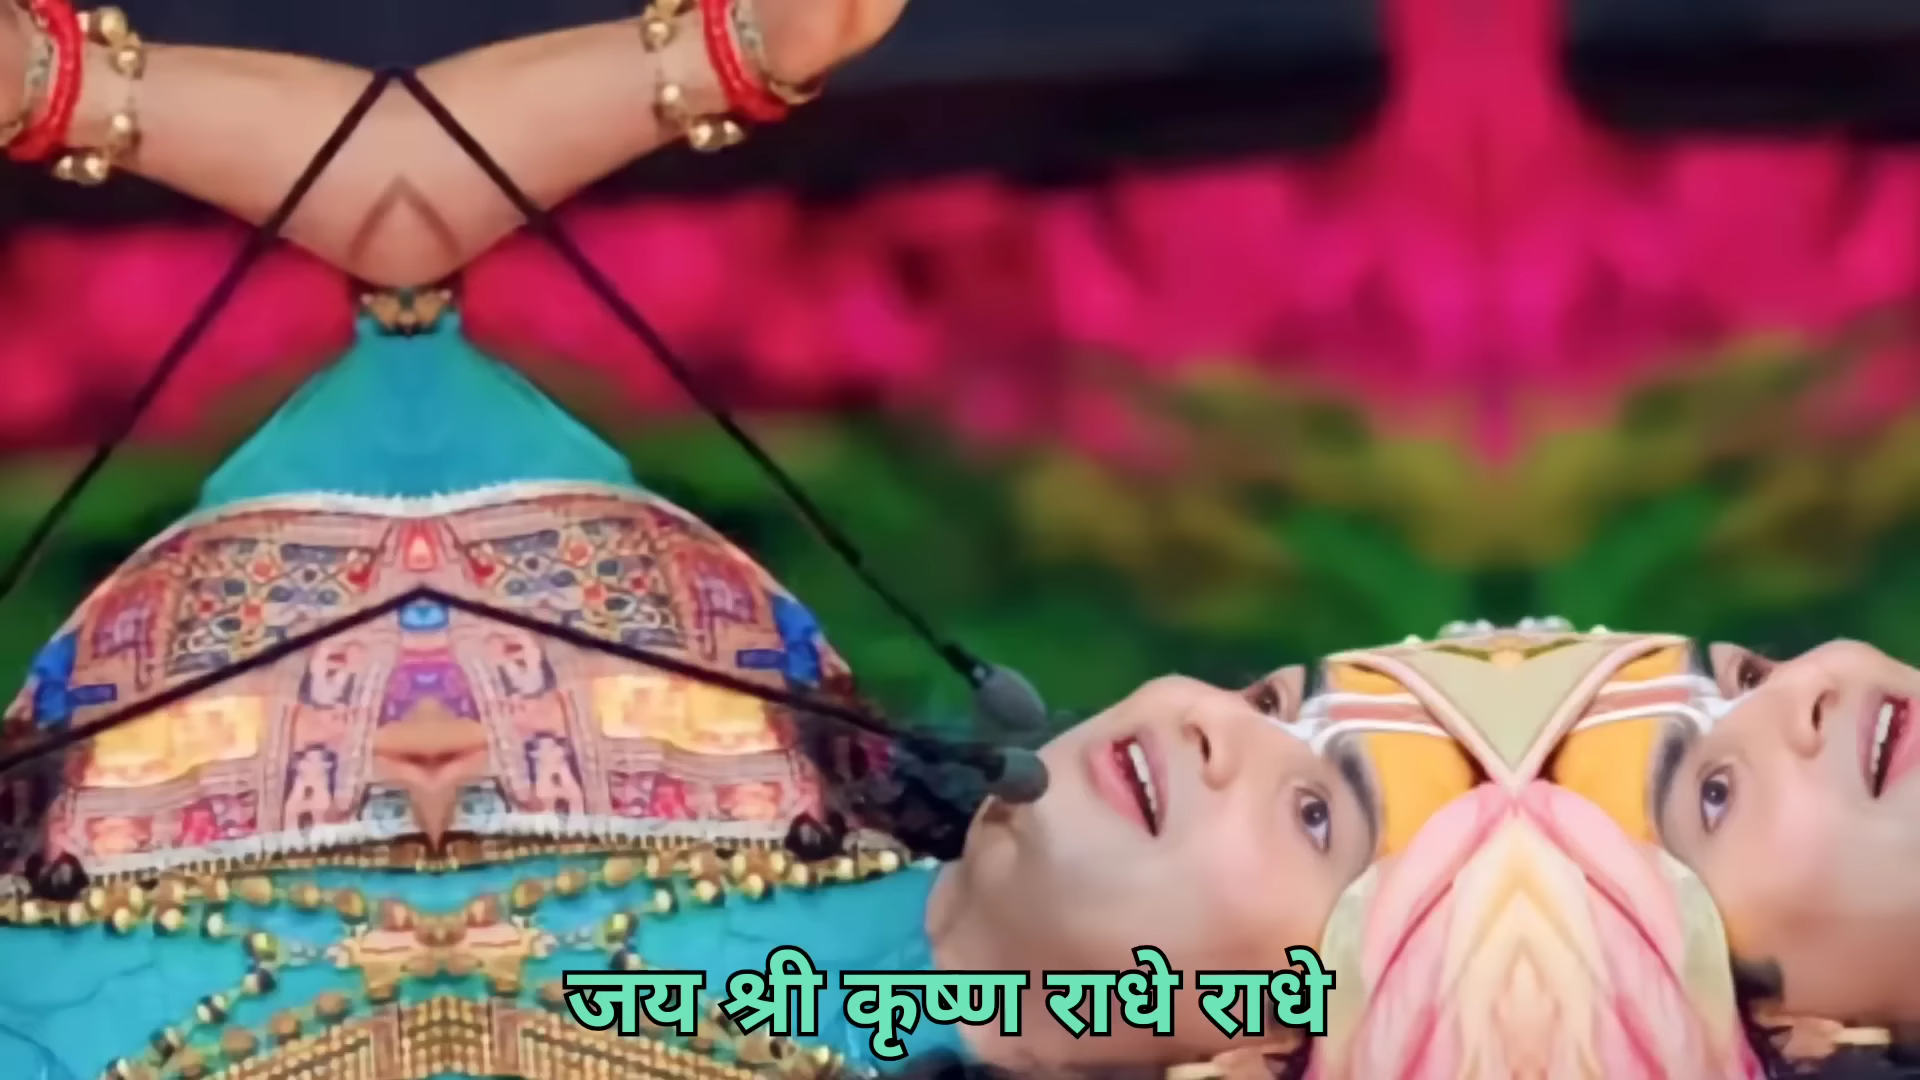 जय श्री कृष्ण राधे राधे